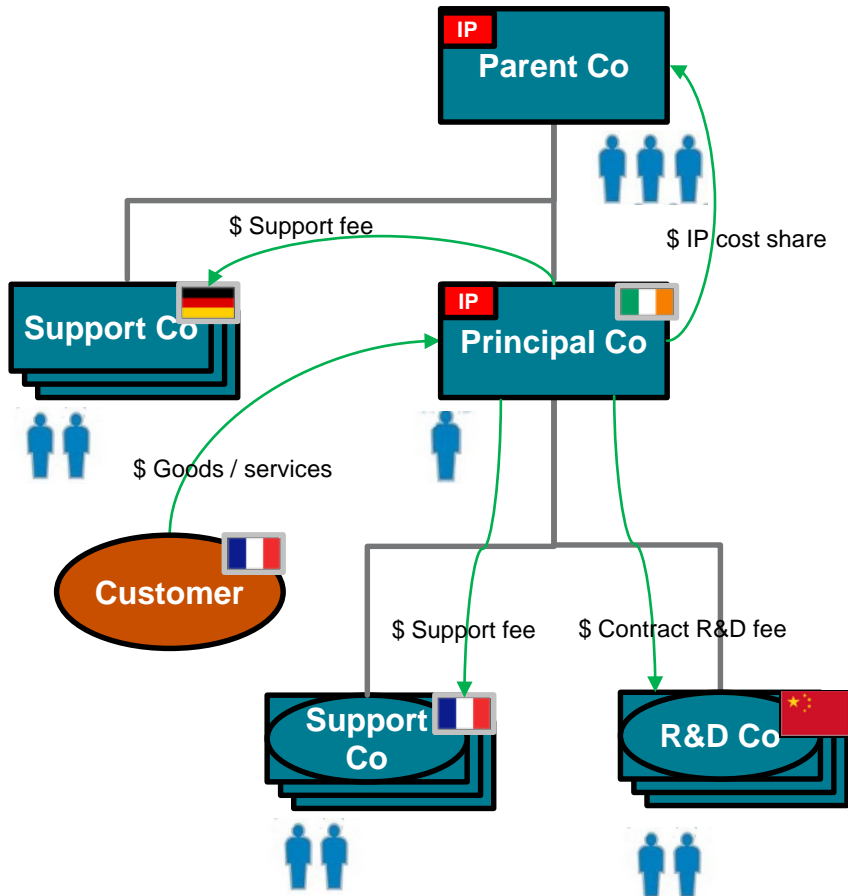 IP
Parent Co
$ Support fee
$ IP cost share
Support Co
IP
Principal Co
$ Goods / services
Customer
$ Support fee
$ Contract R&D fee
Support
Co
R&D Co